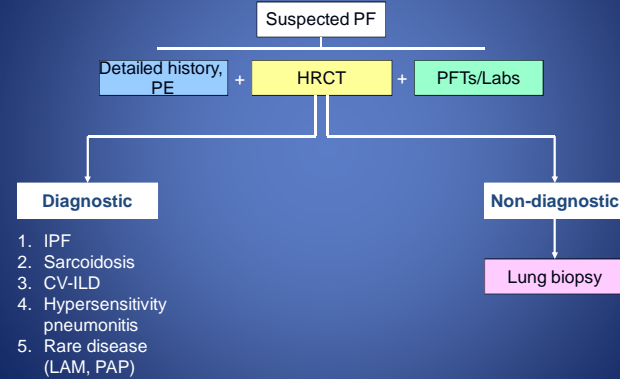 Suspected PF
Detailed history,
PE
+
HRCT
+
PFTs/Labs
Diagnostic
Non-diagnostic
1. IPF
2. Sarcoidosis
3. CV-ILD
4. Hypersensitivity
pneumonitis
5. Rare disease
(LAM, PAP)
Lung biopsy